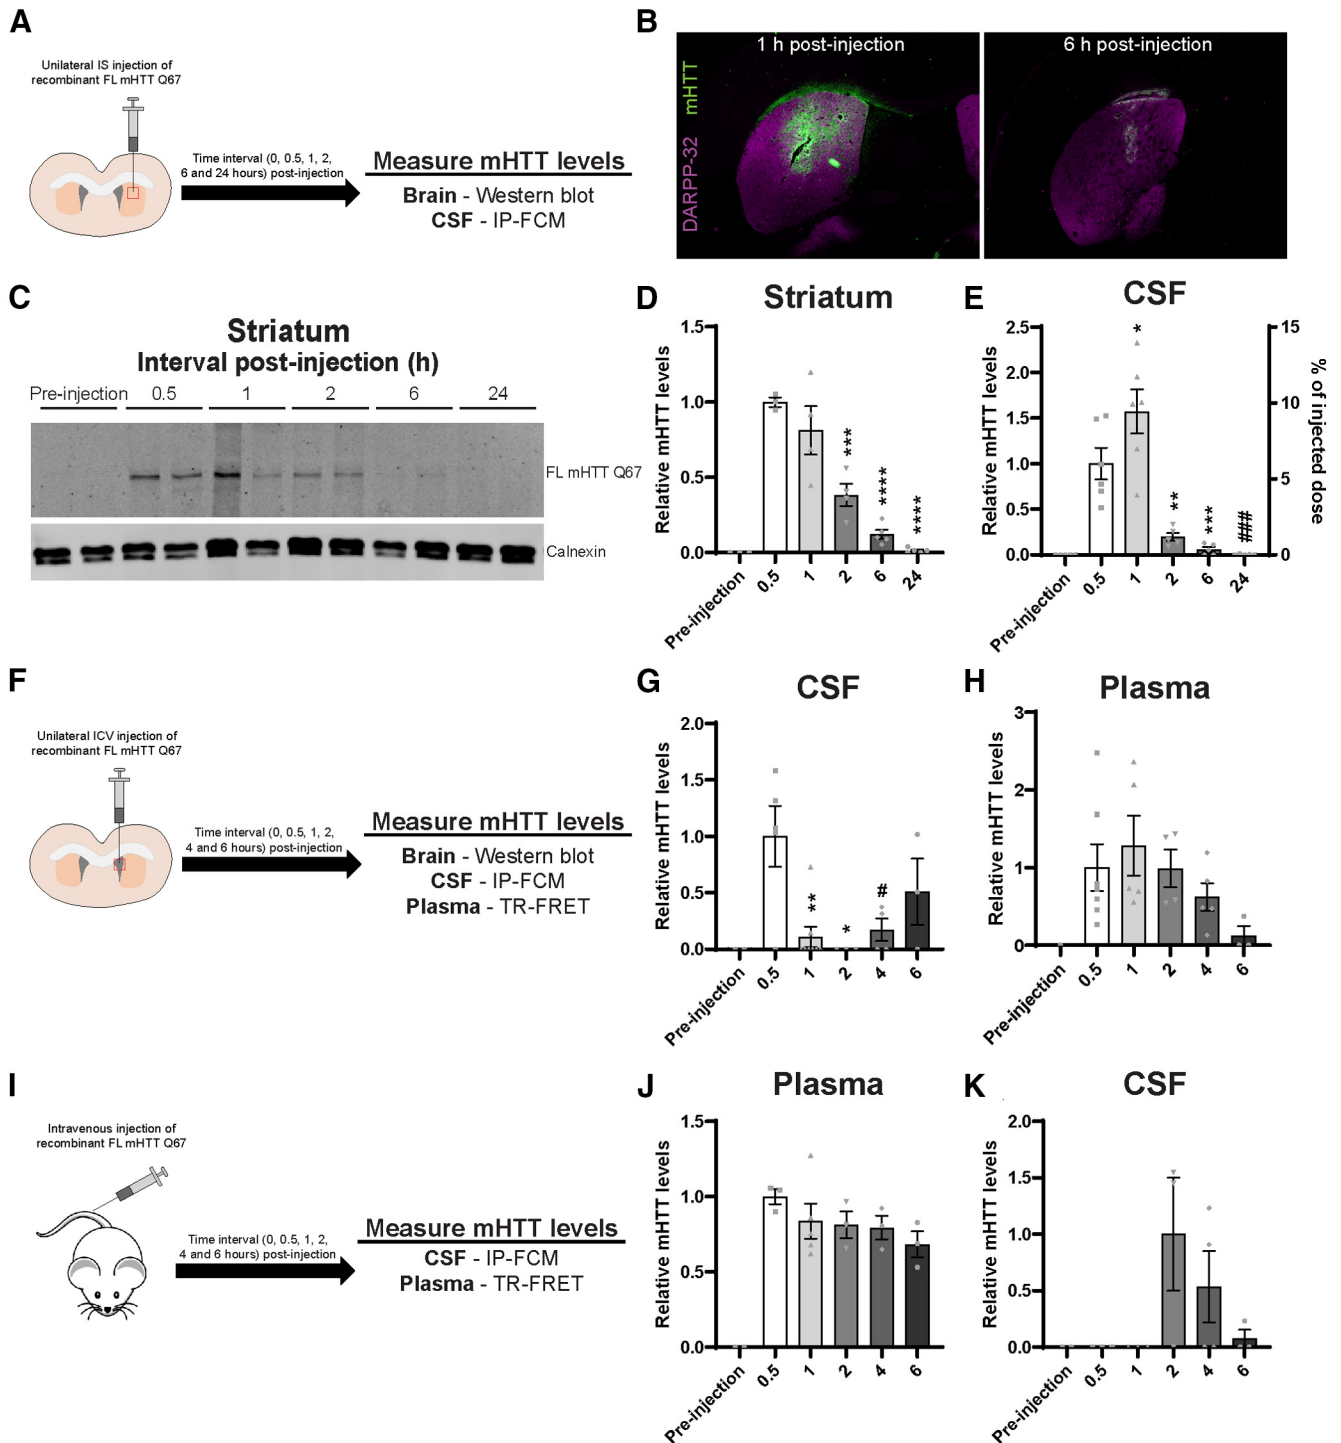 A
Unilateral IS injection of
recombinant FL mHTT Q67
Time interval (0, 0.5, 1, 2,
6 and 24 hours) post-injection
Measure mHTT levels
Brain - Western blot
CSF - IP-FCM
B
1 h post-injection
6 h post-injection
DARPP-32 mHTT
C
Striatum
Interval post-injection (h)
Pre-injection 0.5 1 2 6 24
FL mHTT Q67
Calnexin
D
Striatum
Relative mHTT levels
1.5
1.0
0.5
0.0
***
****
****
Pre-injection 0.5 1 2 6 24
E
CSF
Relative mHTT levels
2.5
2.0
1.5
1.0
0.5
0.0
*
**
***
###
15
10
5
0
% of injected dose
Pre-injection 0.5 1 2 6 24
F
Unilateral ICV injection of
recombinant FL mHTT Q67
Time interval (0, 0.5, 1, 2,
4 and 6 hours) post-injection
Measure mHTT levels
Brain - Western blot
CSF - IP-FCM
Plasma - TR-FRET
G
CSF
Relative mHTT levels
2.0
1.5
1.0
0.5
0.0
**
*
#
Pre-injection 0.5 1 2 4 6
H
Plasma
Relative mHTT levels
3
2
1
0
Pre-injection 0.5 1 2 4 6
I
Intravenous injection of
recombinant FL mHTT Q67
Time interval (0, 0.5, 1, 2,
4 and 6 hours) post-injection
Measure mHTT levels
CSF - IP-FCM
Plasma - TR-FRET
J
Plasma
Relative mHTT levels
1.5
1.0
0.5
0.0
Pre-injection 0.5 1 2 4 6
K
CSF
Relative mHTT levels
2.0
1.5
1.0
0.5
0.0
Pre-injection 0.5 1 2 4 6